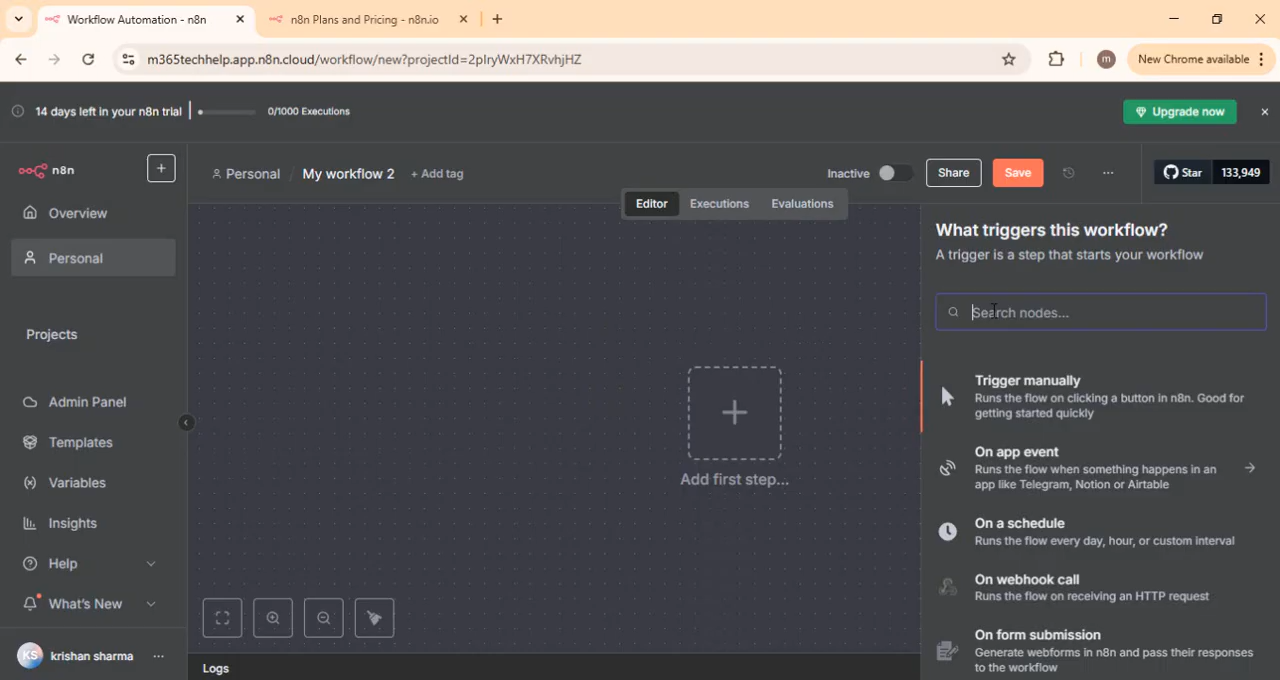 Workflow Automation - n8n
n8n Plans and Pricing - n8n.io
m365techhelp.app.n8n.cloud/workflow/new?projectId=2pIryWxH7XRvhjHZ
m
New Chrome available
14 days left in your n8n trial
0/1000 Executions
Upgrade now
n8n
Personal / My workflow 2 + Add tag
Inactive
Share
Save
Star 133,949
Editor
Executions
Evaluations
Overview
Personal
Projects
Admin Panel
Templates
Variables
Insights
Help
What's New
KS
krishan sharma
Add first step...
Logs
What triggers this workflow?
A trigger is a step that starts your workflow
Search nodes...
Trigger manually
Runs the flow on clicking a button in n8n. Good for
getting started quickly
On app event
Runs the flow when something happens in an
app like Telegram, Notion or Airtable
On a schedule
Runs the flow every day, hour, or custom interval
On webhook call
Runs the flow on receiving an HTTP request
On form submission
Generate webforms in n8n and pass their responses
to the workflow